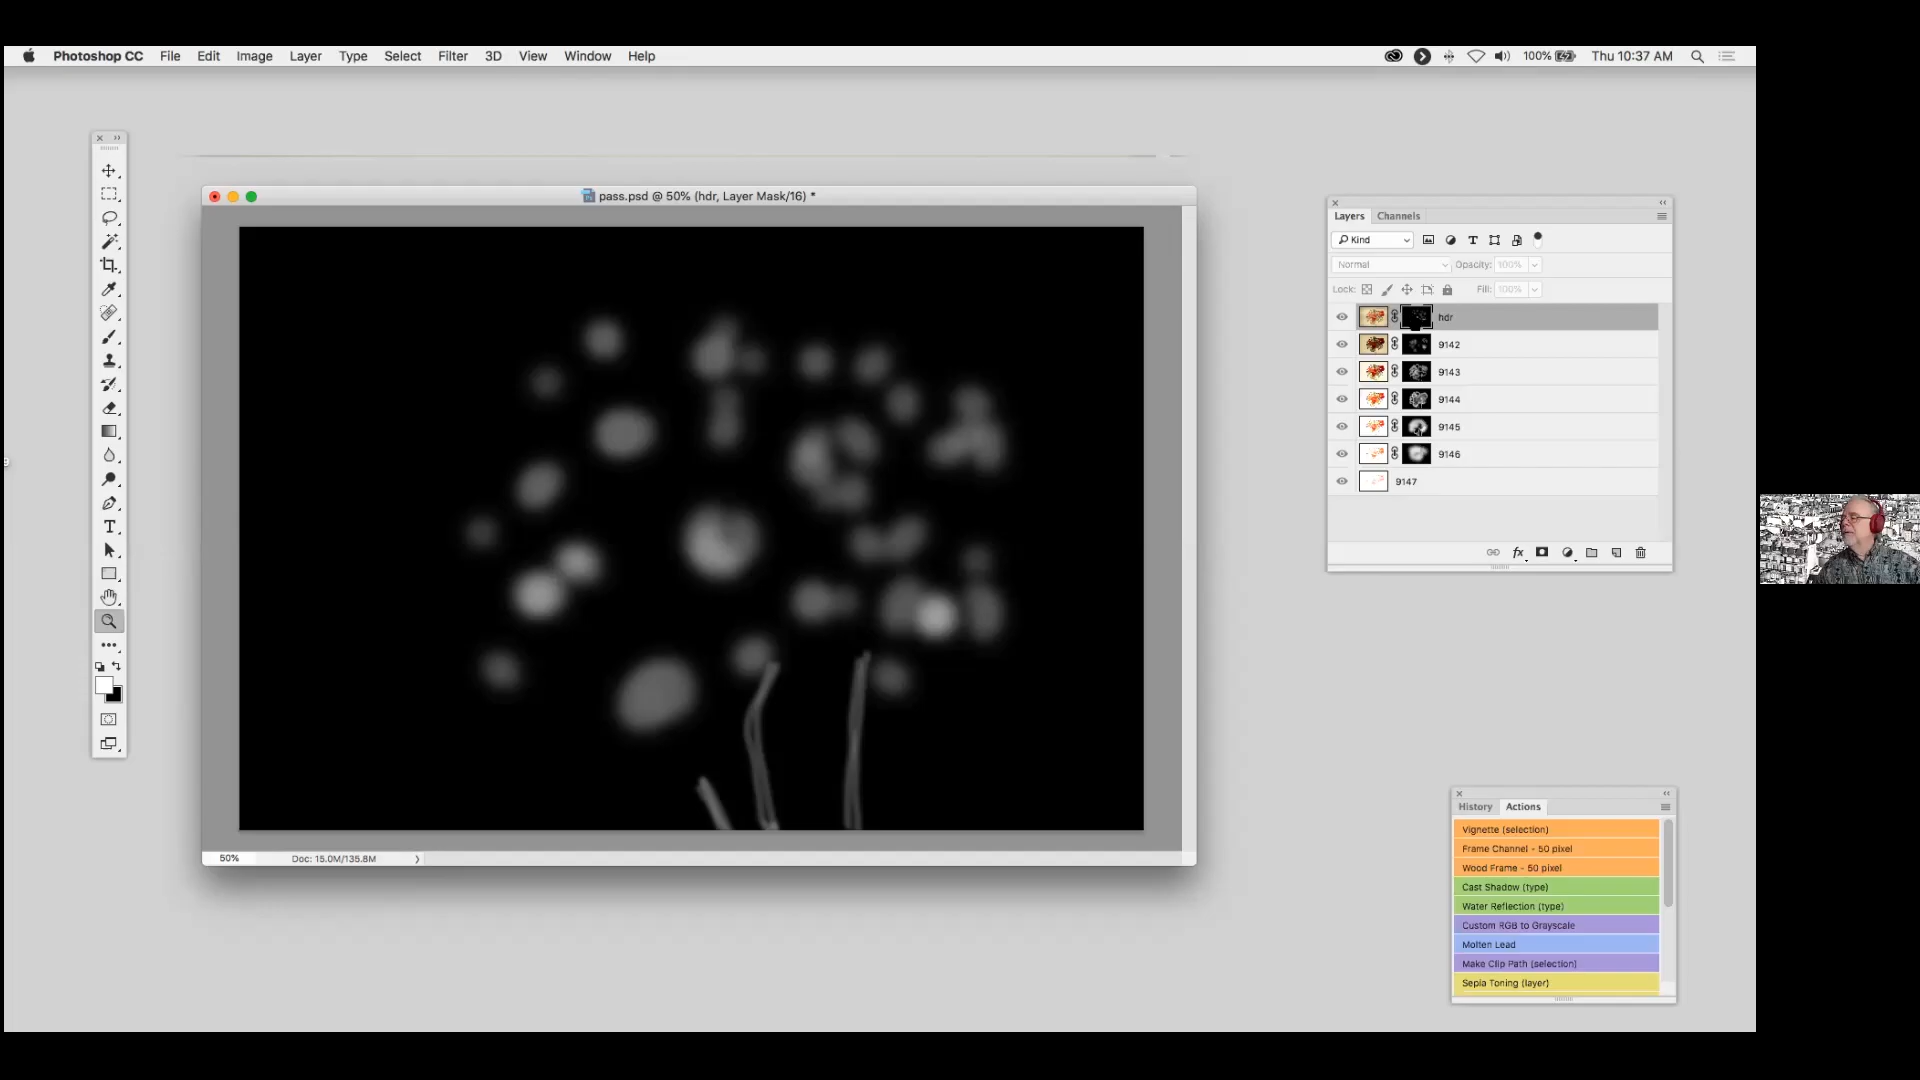 Photoshop CC File Edit Image Layer Type Select Filter 3D View Window Help 100% Thu 10:37 AM
pass.psd @ 50% (hdr, Layer Mask/16) *
Layers Channels
Kind
Normal Opacity: 100%
Lock: Fill: 100%
hdr
9142
9143
9144
9145
9146
9147
fx
50% Doc: 15.0M/135.8M
History Actions
Vignette (selection)
Frame Channel - 50 pixel
Wood Frame - 50 pixel
Cast Shadow (type)
Water Reflection (type)
Custom RGB to Grayscale
Molten Lead
Make Clip Path (selection)
Sepia Toning (layer)